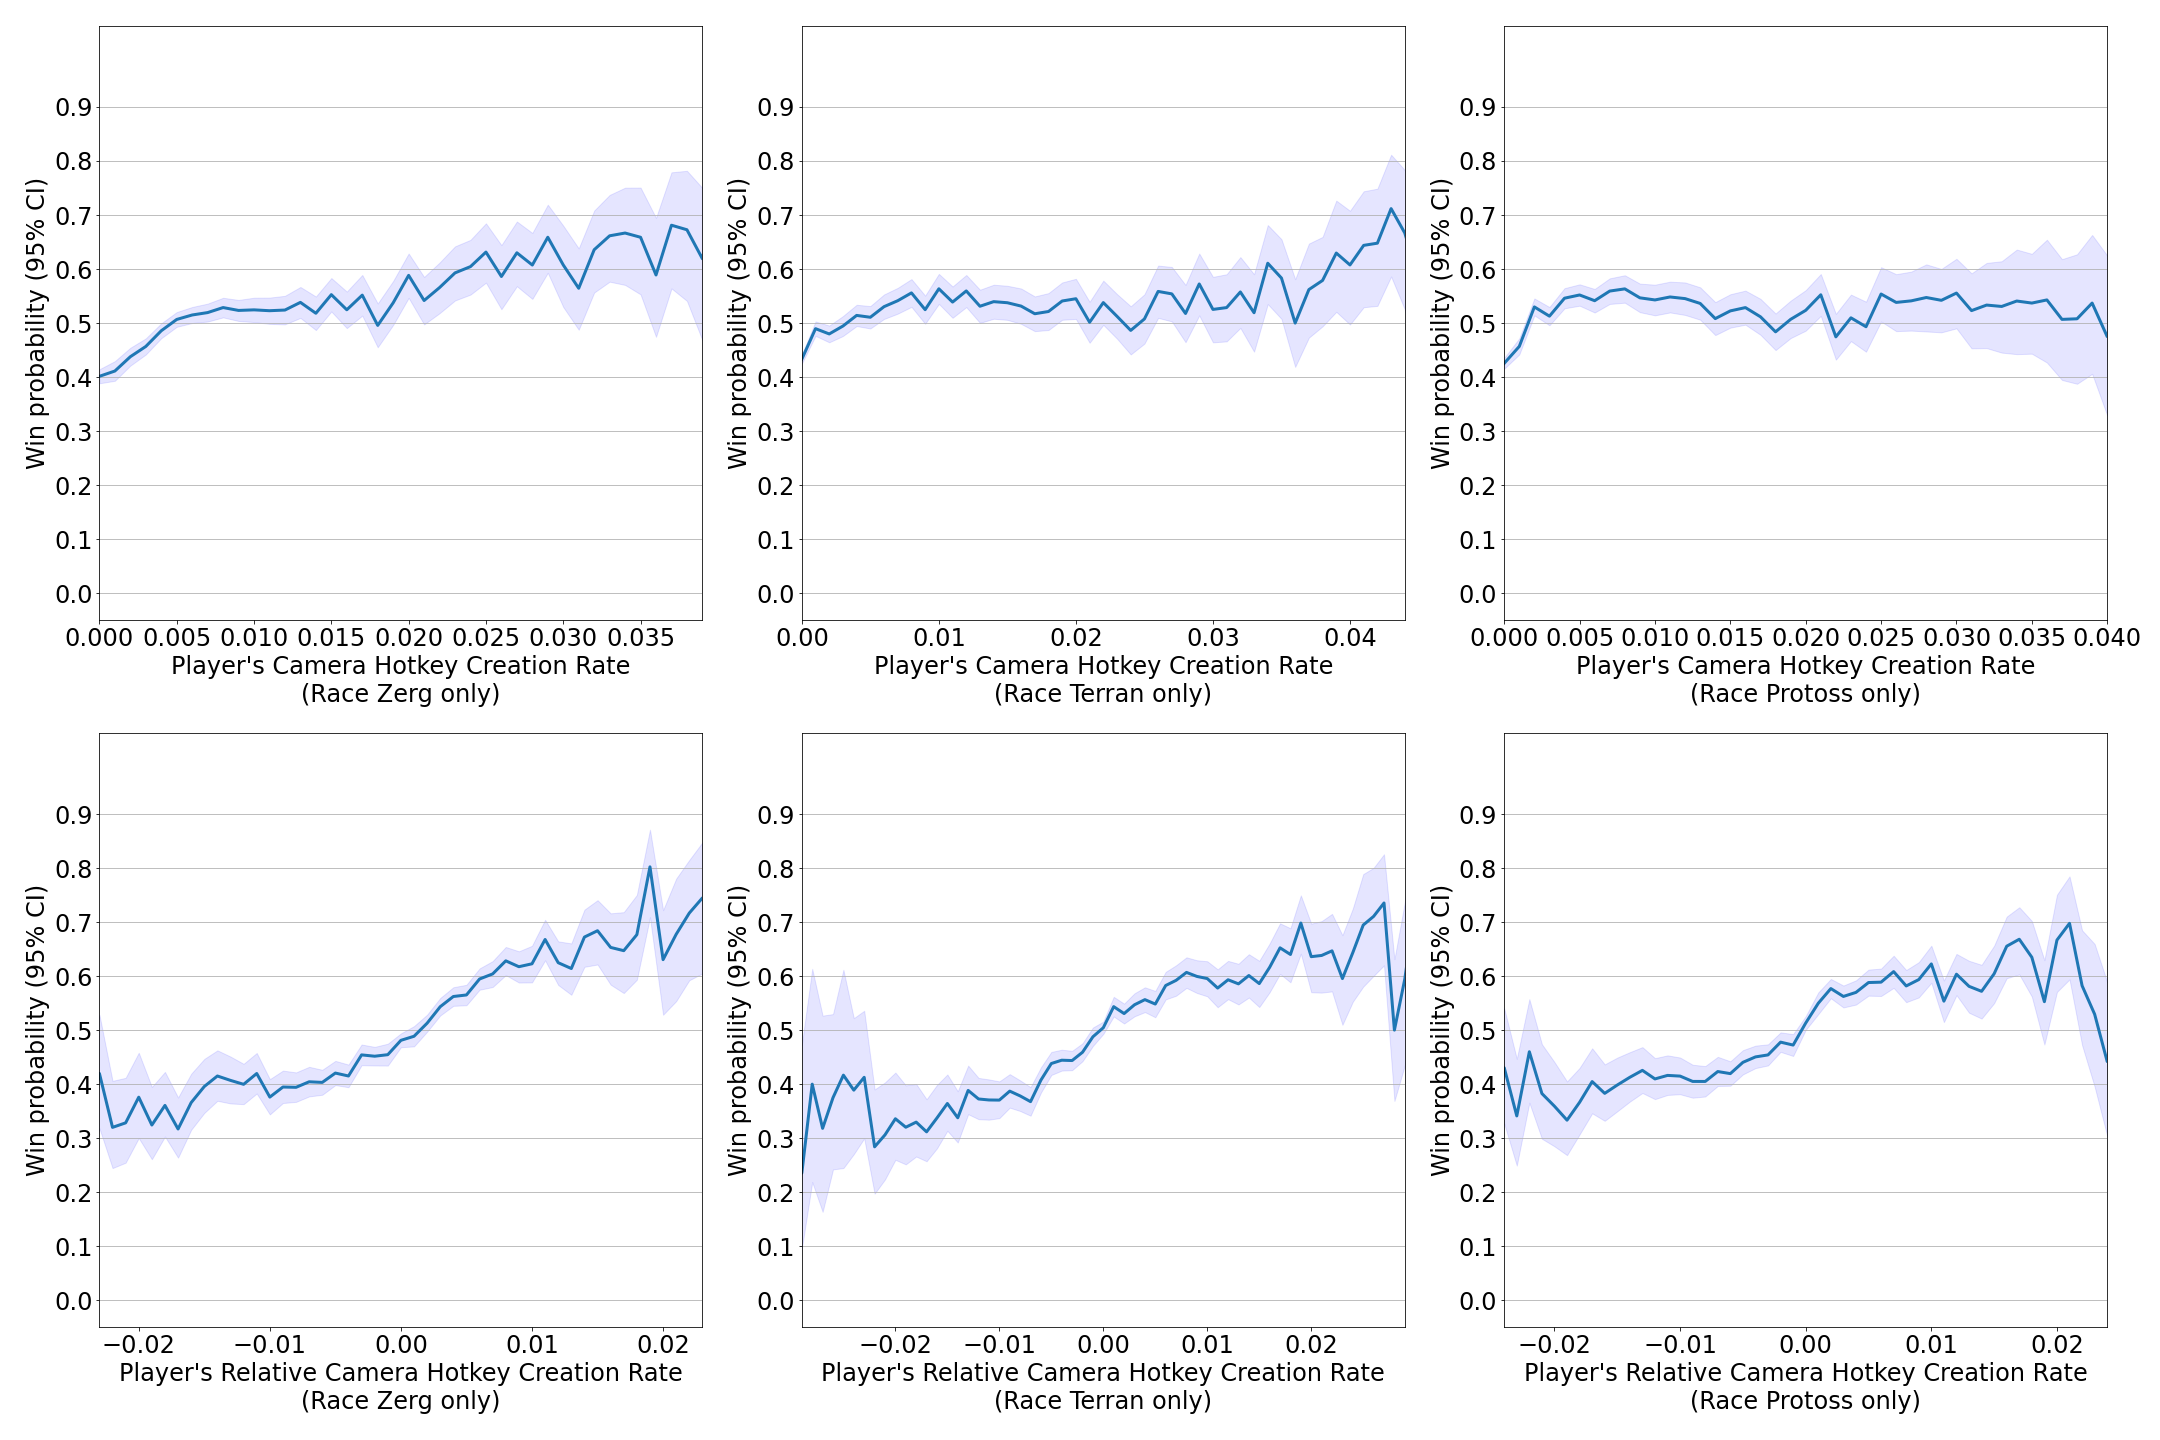 Win probability (95% CI)
0.9
0.8
0.7
0.6
0.5
0.4
0.3
0.2
0.1
0.0
0.000 0.005 0.010 0.015 0.020 0.025 0.030 0.035
Player's Camera Hotkey Creation Rate
(Race Zerg only)
Win probability (95% CI)
0.9
0.8
0.7
0.6
0.5
0.4
0.3
0.2
0.1
0.0
0.00 0.01 0.02 0.03 0.04
Player's Camera Hotkey Creation Rate
(Race Terran only)
Win probability (95% CI)
0.9
0.8
0.7
0.6
0.5
0.4
0.3
0.2
0.1
0.0
0.000 0.005 0.010 0.015 0.020 0.025 0.030 0.035 0.040
Player's Camera Hotkey Creation Rate
(Race Protoss only)
Win probability (95% CI)
0.9
0.8
0.7
0.6
0.5
0.4
0.3
0.2
0.1
0.0
−0.02 −0.01 0.00 0.01 0.02
Player's Relative Camera Hotkey Creation Rate
(Race Zerg only)
Win probability (95% CI)
0.9
0.8
0.7
0.6
0.5
0.4
0.3
0.2
0.1
0.0
−0.02 −0.01 0.00 0.01 0.02
Player's Relative Camera Hotkey Creation Rate
(Race Terran only)
Win probability (95% CI)
0.9
0.8
0.7
0.6
0.5
0.4
0.3
0.2
0.1
0.0
−0.02 −0.01 0.00 0.01 0.02
Player's Relative Camera Hotkey Creation Rate
(Race Protoss only)